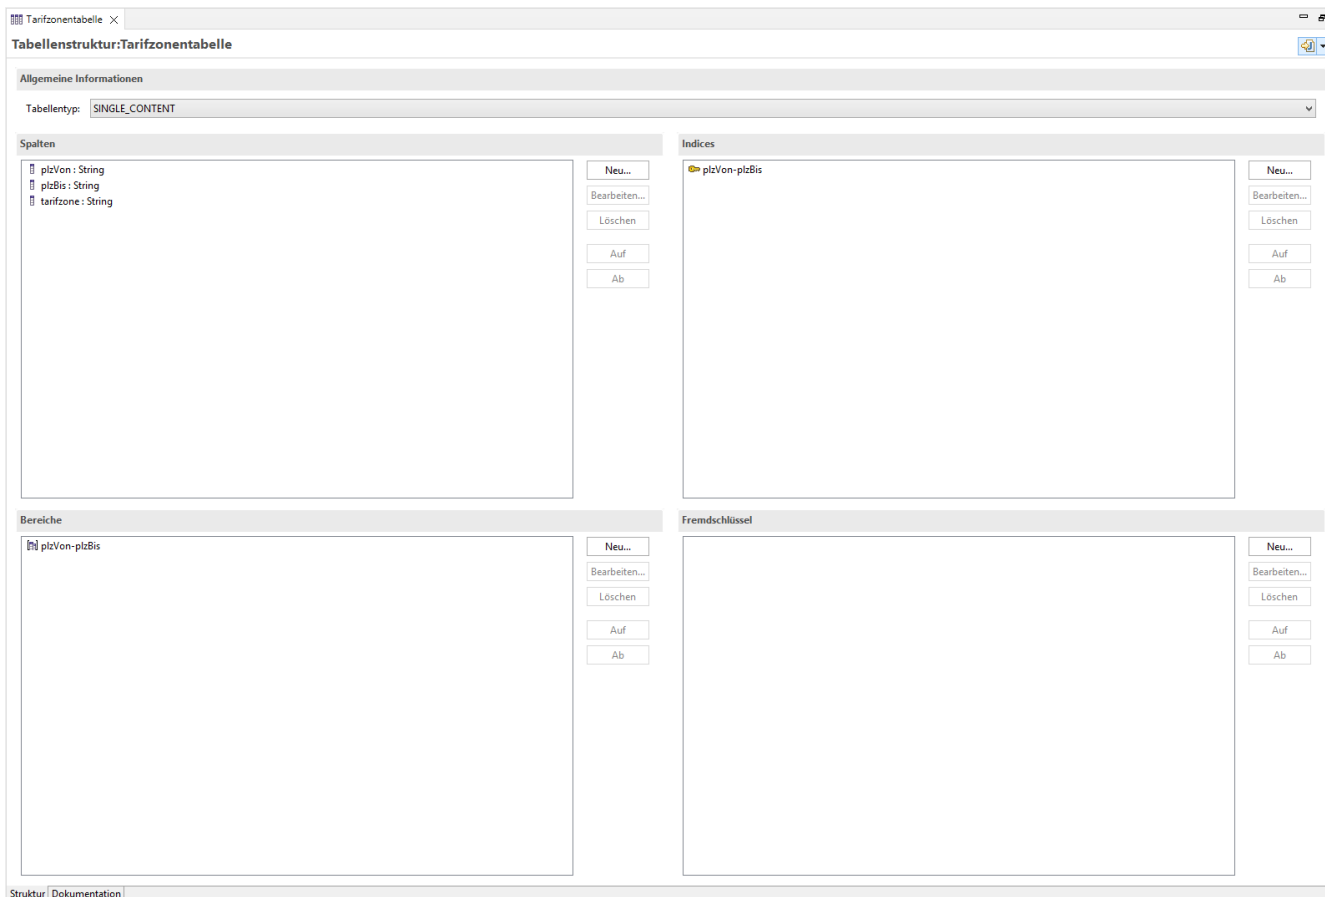 Tarifzonentabelle
Tabellenstruktur:Tarifzonentabelle
Allgemeine Informationen
Tabellentyp: SINGLE_CONTENT
Spalten
plzVon : String
plzBis : String
tarifzone : String
Neu...
Bearbeiten...
Löschen
Auf
Ab
Indices
plzVon-plzBis
Neu...
Bearbeiten...
Löschen
Auf
Ab
Bereiche
plzVon-plzBis
Neu...
Bearbeiten...
Löschen
Auf
Ab
Fremdschlüssel
Neu...
Bearbeiten...
Löschen
Auf
Ab
Struktur Dokumentation